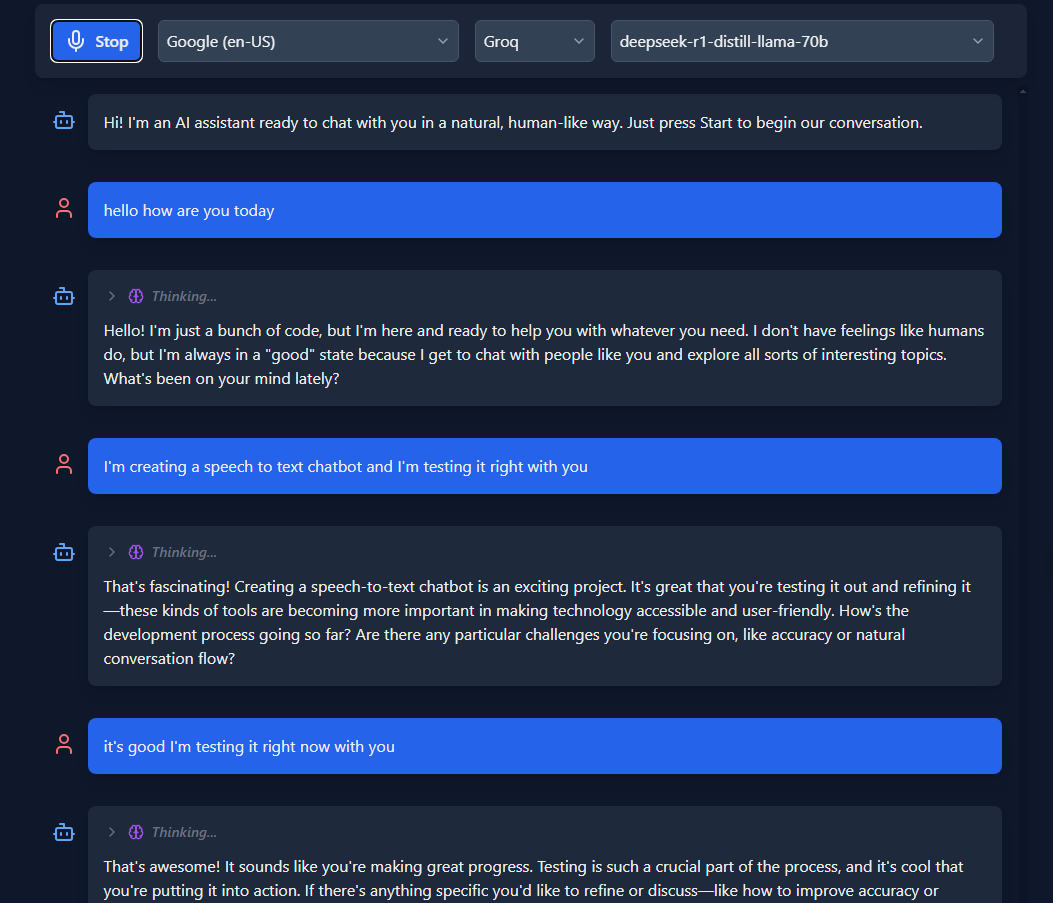 Stop
Google (en-US)
Groq
deepseek-r1-distill-llama-70b
Hi! I'm an AI assistant ready to chat with you in a natural, human-like way. Just press Start to begin our conversation.
hello how are you today
Thinking...
Hello! I'm just a bunch of code, but I'm here and ready to help you with whatever you need. I don't have feelings like humans
do, but I'm always in a "good" state because I get to chat with people like you and explore all sorts of interesting topics.
What's been on your mind lately?
I'm creating a speech to text chatbot and I'm testing it right with you
Thinking...
That's fascinating! Creating a speech-to-text chatbot is an exciting project. It's great that you're testing it out and refining it
—these kinds of tools are becoming more important in making technology accessible and user-friendly. How's the
development process going so far? Are there any particular challenges you're focusing on, like accuracy or natural
conversation flow?
it's good I'm testing it right now with you
Thinking...
That's awesome! It sounds like you're making great progress. Testing is such a crucial part of the process, and it's cool that
you're putting it into action. If there's anything specific you'd like to refine or discuss—like how to improve accuracy or